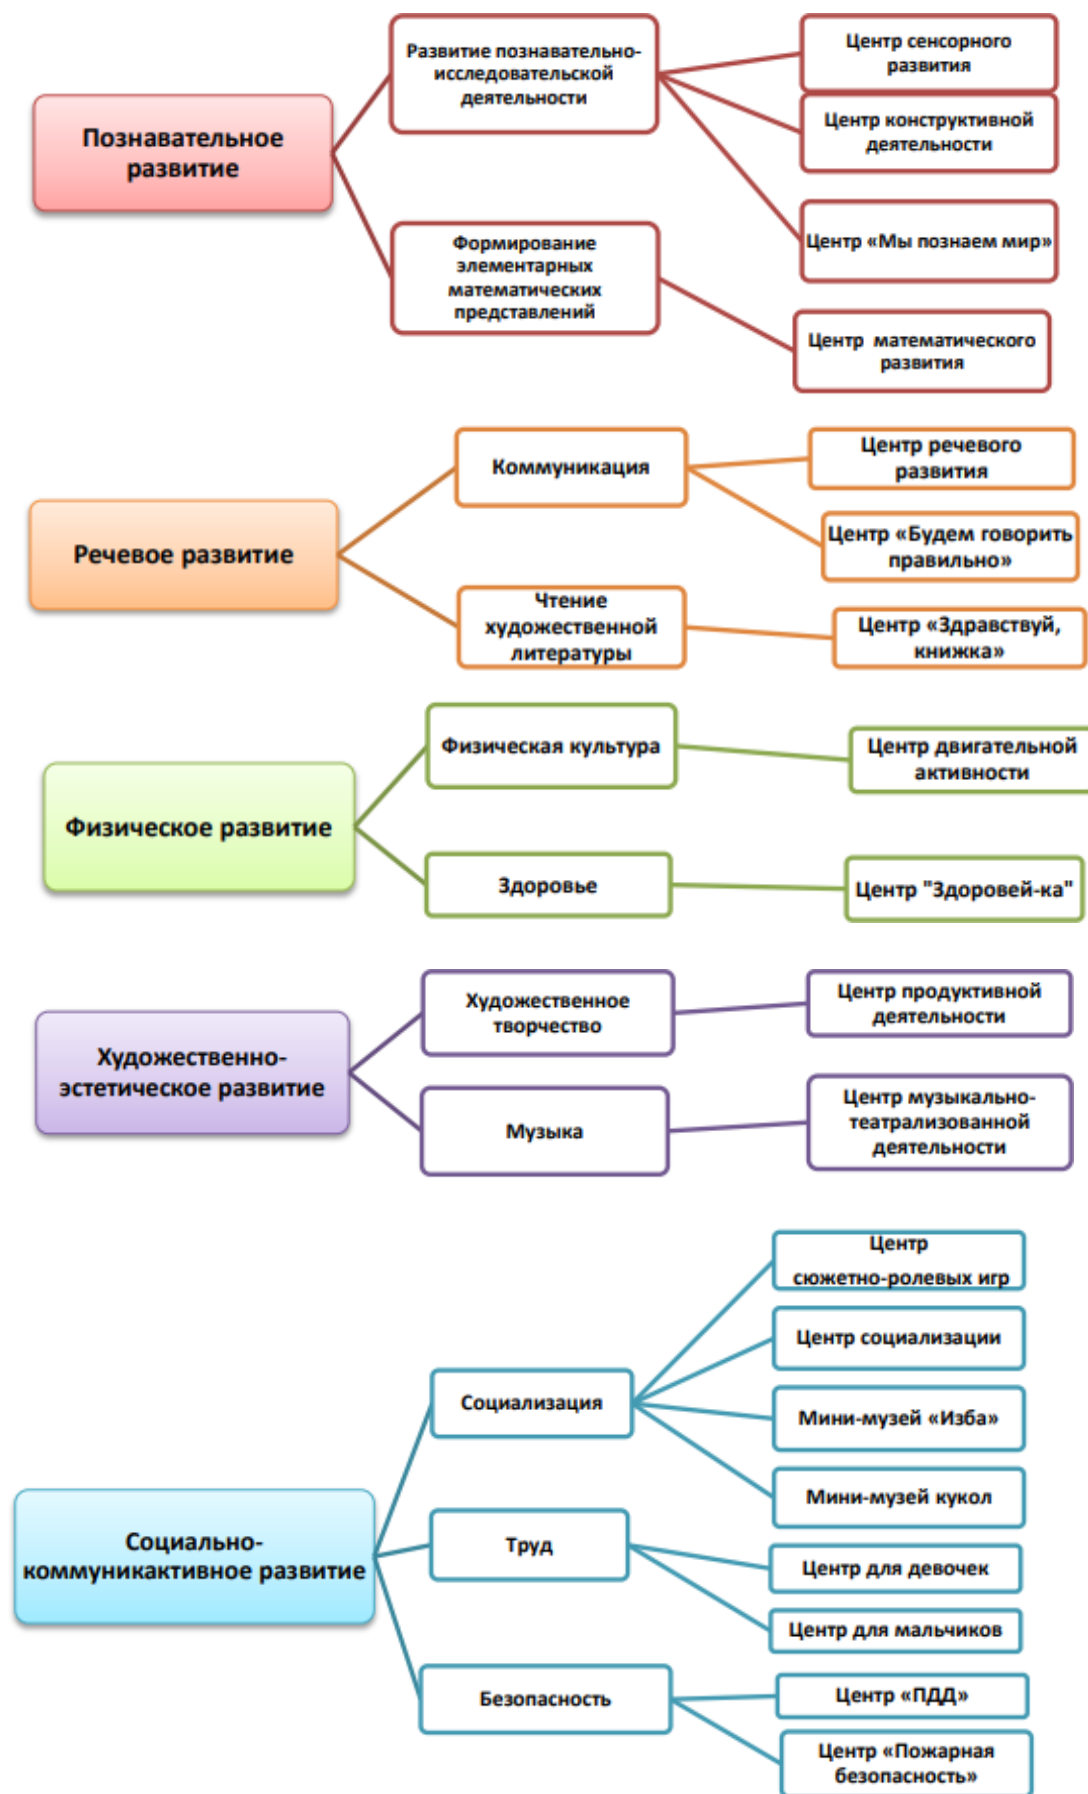 Познавательное
развитие
Развитие познавательно-
исследовательской
деятельности
Центр сенсорного
развития
Центр конструктивной
деятельности
Центр «Мы познаем мир»
Формирование
элементарных
математических
представлений
Центр математического
развития
Речевое развитие
Коммуникация
Центр речевого
развития
Центр «Будем говорить
правильно»
Чтение
художественной
литературы
Центр «Здравствуй,
книжка»
Физическое развитие
Физическая культура
Центр двигательной
активности
Здоровье
Центр "Здоровей-ка"
Художественно-
эстетическое развитие
Художественное
творчество
Центр продуктивной
деятельности
Музыка
Центр музыкально-
театрализованной
деятельности
Социально-
коммуникактивное развитие
Социализация
Центр
сюжетно-ролевых игр
Центр социализации
Мини-музей «Изба»
Мини-музей кукол
Труд
Центр для девочек
Центр для мальчиков
Безопасность
Центр «ПДД»
Центр «Пожарная
безопасность»